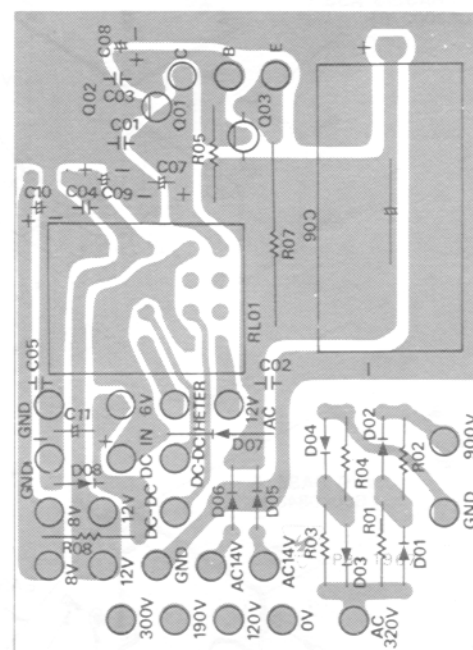 C08
Q02
C03
C01
Q01
C
B
E
Q03
R05
C07
C10
C04
C09
R07
C06
RL01
C05
GND
C11
6V
DC IN
DC-DC
HETER
12V
AC
C02
D07
GND
D08
8V
12V
DC-DC
R08
8V
12V
GND
D06
D05
AC14V
AC14V
300V
190V
120V
0V
D04
R04
R03
D03
D02
R02
R01
D01
900V
GND
AC
320V